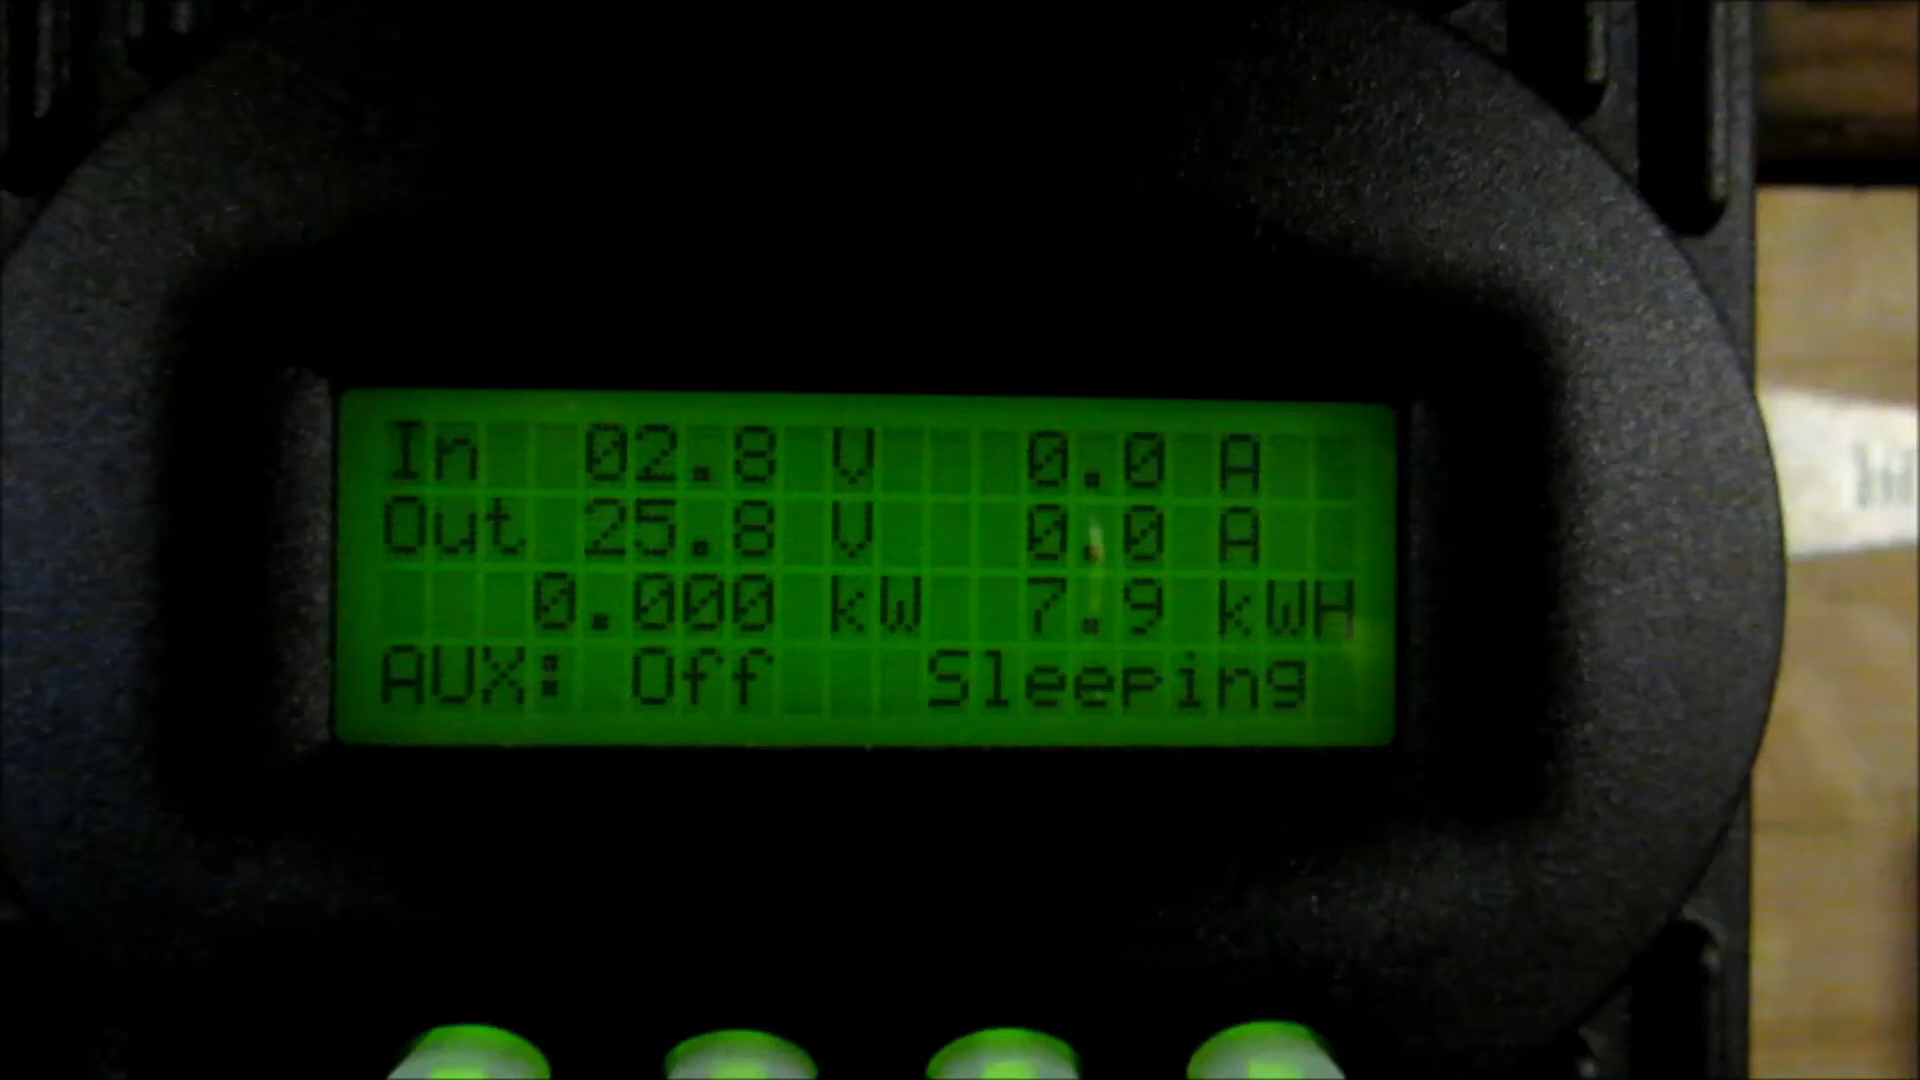 In 02.8 V 0.0 A
Out 25.8 V 0.0 A
0.000 kW 7.9 kWH
AUX: Off Sleeping